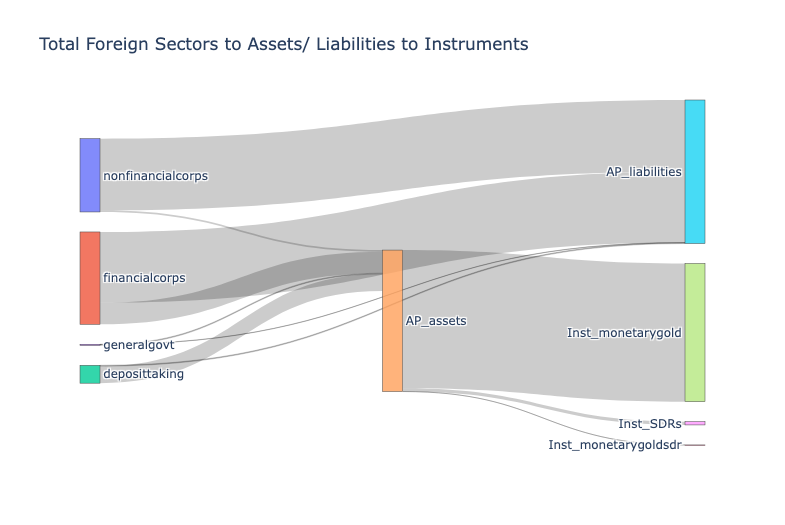 Total Foreign Sectors to Assets/ Liabilities to Instruments
nonfinancialcorps
AP_liabilities
financialcorps
AP_assets
Inst_monetarygold
generalgovt
deposittaking
Inst_SDRs
Inst_monetarygoldsdr